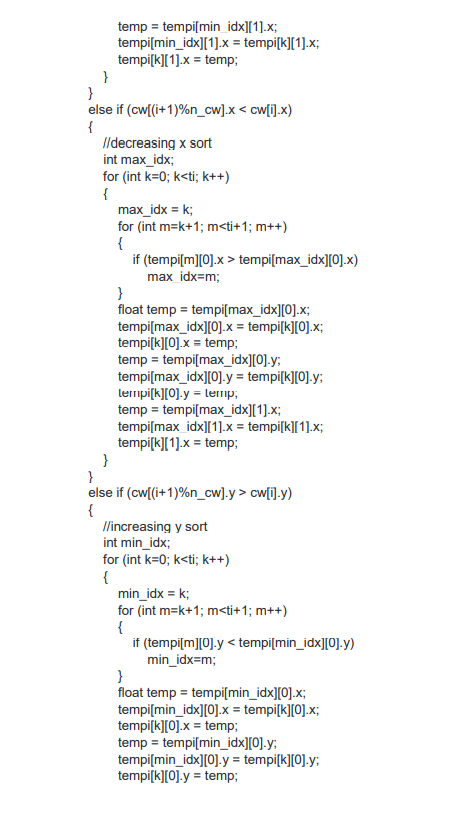 temp = tempi[min_idx][1].x;
tempi[min_idx][1].x = tempi[k][1].x;
tempi[k][1].x = temp;
}
}
else if (cw[(i+1)%n_cw].x < cw[i].x)
{
//decreasing x sort
int max_idx;
for (int k=0; k<ti; k++)
{
max_idx = k;
for (int m=k+1; m<ti+1; m++)
{
if (tempi[m][0].x > tempi[max_idx][0].x)
max_idx=m;
}
float temp = tempi[max_idx][0].x;
tempi[max_idx][0].x = tempi[k][0].x;
tempi[k][0].x = temp;
temp = tempi[max_idx][0].y;
tempi[max_idx][0].y = tempi[k][0].y;
tempi[k][0].y = temp;
temp = tempi[max_idx][1].x;
tempi[max_idx][1].x = tempi[k][1].x;
tempi[k][1].x = temp;
}
}
else if (cw[(i+1)%n_cw].y > cw[i].y)
{
//increasing y sort
int min_idx;
for (int k=0; k<ti; k++)
{
min_idx = k;
for (int m=k+1; m<ti+1; m++)
{
if (tempi[m][0].y < tempi[min_idx][0].y)
min_idx=m;
}
float temp = tempi[min_idx][0].x;
tempi[min_idx][0].x = tempi[k][0].x;
tempi[k][0].x = temp;
temp = tempi[min_idx][0].y;
tempi[min_idx][0].y = tempi[k][0].y;
tempi[k][0].y = temp;